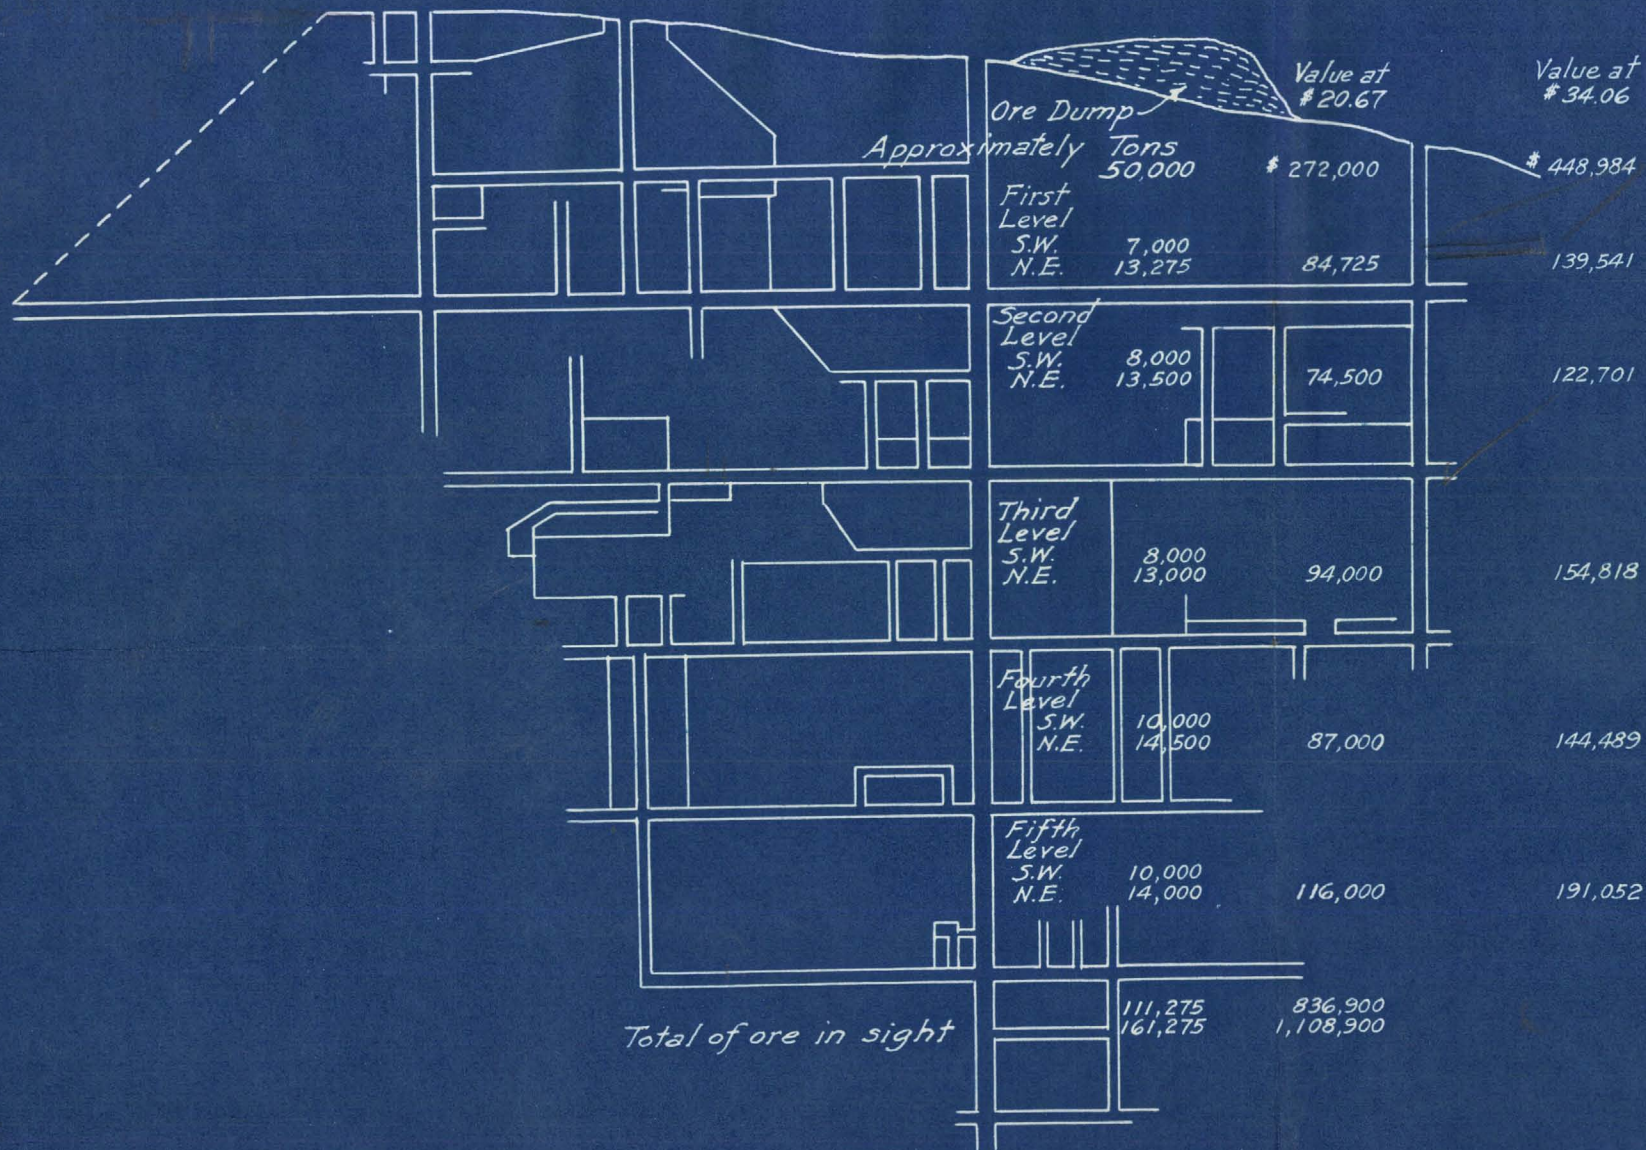 Value at Value at
$ 20.67 $ 34.06
Ore Dump
Approximately Tons
50,000 $ 272,000 $ 448,984
First
Level
S.W. 7,000
N.E. 13,275 84,725 139,541
Second
Level
S.W. 8,000
N.E. 13,500 74,500 122,701
Third
Level
S.W. 8,000
N.E. 13,000 94,000 154,818
Fourth
Level
S.W. 10,000
N.E. 14,500 87,000 144,489
Fifth
Level
S.W. 10,000
N.E. 14,000 116,000 191,052
111,275 836,900
Total of ore in sight 161,275 1,108,900